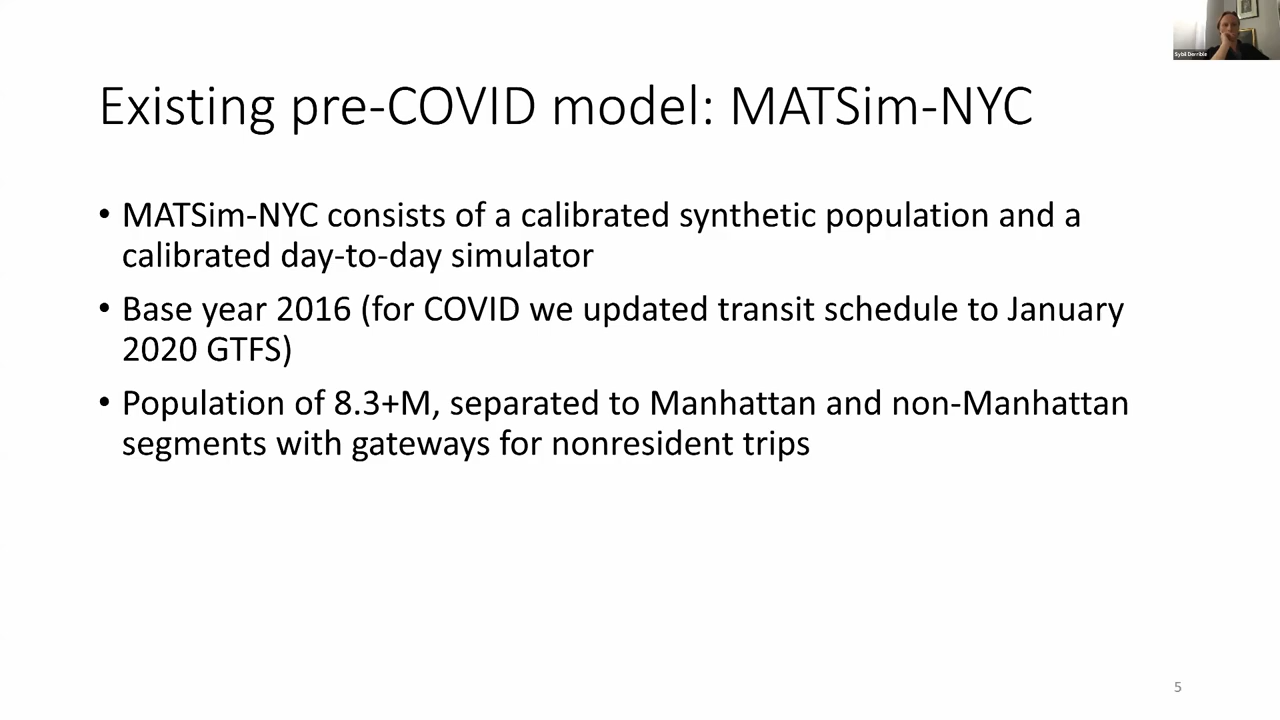 Sybil Derrible
Existing pre-COVID model: MATSim-NYC
• MATSim-NYC consists of a calibrated synthetic population and a
calibrated day-to-day simulator
• Base year 2016 (for COVID we updated transit schedule to January
2020 GTFS)
• Population of 8.3+M, separated to Manhattan and non-Manhattan
segments with gateways for nonresident trips
5